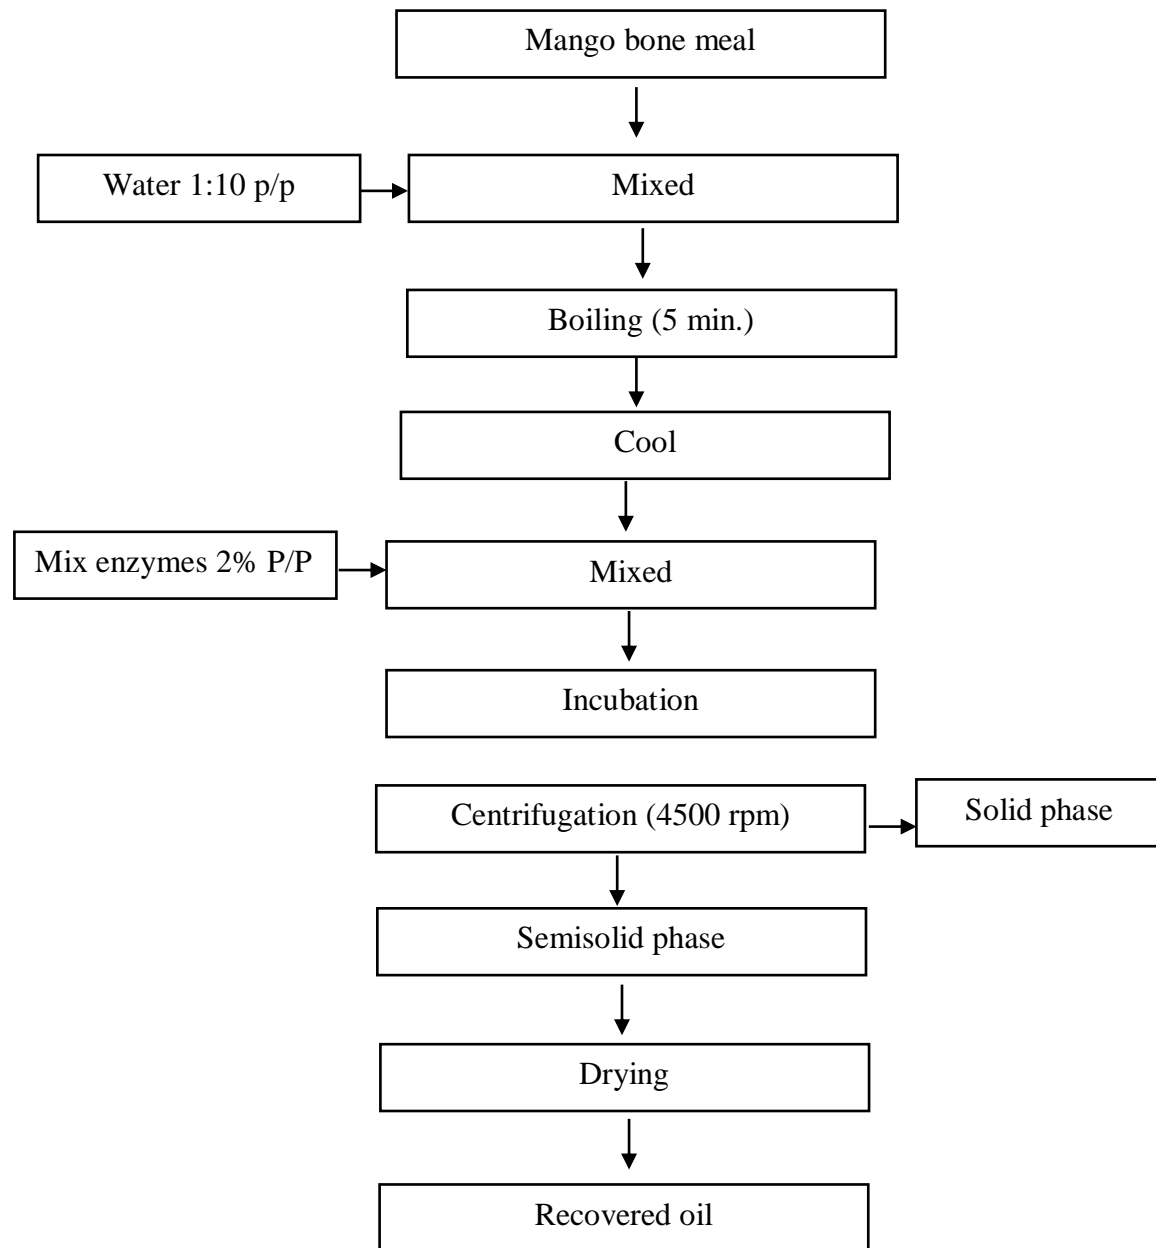 Mango bone meal
Water 1:10 p/p
Mixed
Boiling (5 min.)
Cool
Mix enzymes 2% P/P
Mixed
Incubation
Centrifugation (4500 rpm)
Solid phase
Semisolid phase
Drying
Recovered oil